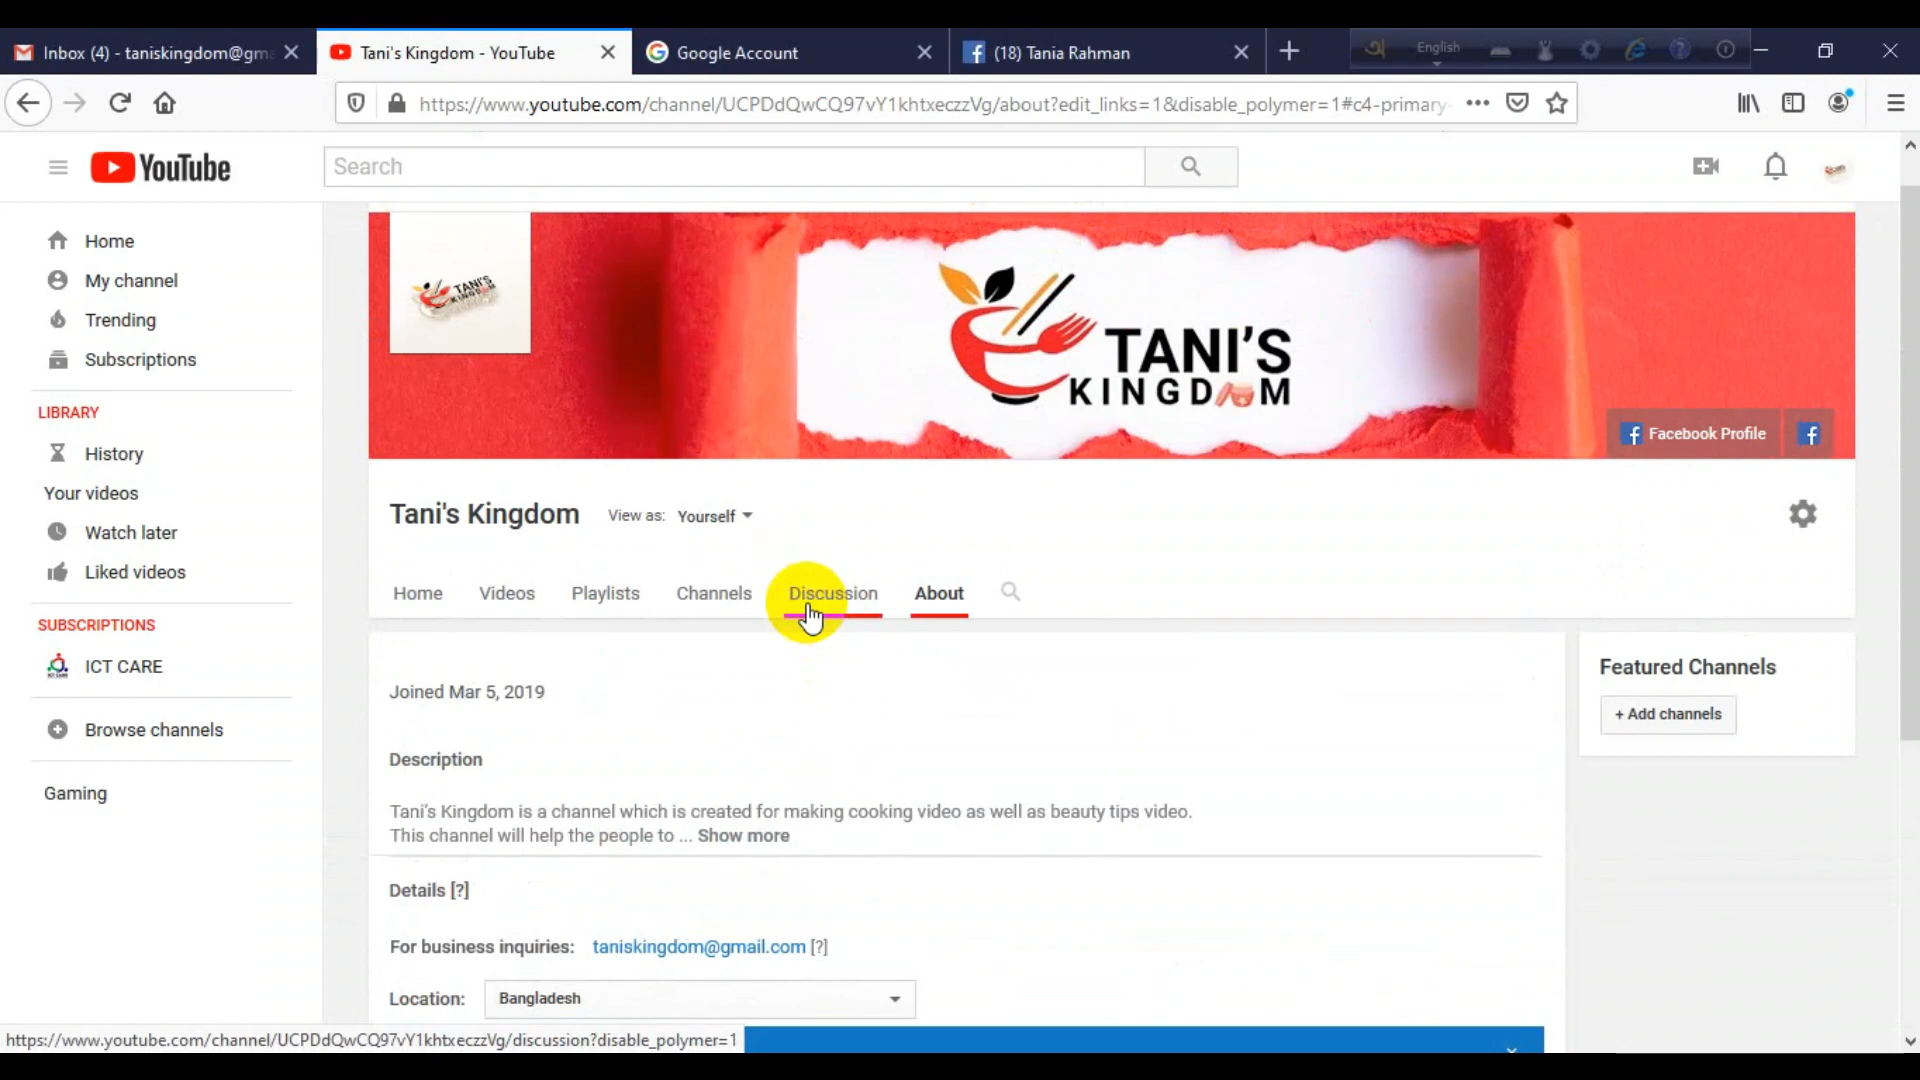 Inbox (4) - taniskingdom@gma
Tani's Kingdom - YouTube
Google Account
(18) Tania Rahman
English
https://www.youtube.com/channel/UCPDdQwCQ97vY1khtxeczzVg/about?edit_links=1&disable_polymer=1#c4-primary-
YouTube
Search
Home
My channel
Trending
Subscriptions
LIBRARY
History
Your videos
Watch later
Liked videos
SUBSCRIPTIONS
ICT CARE
Browse channels
Gaming
TANI'S
KINGDOM
TANI'S
KINGDOM
Facebook Profile
Tani's Kingdom
View as: Yourself
Home
Videos
Playlists
Channels
Discussion
About
Joined Mar 5, 2019
Description
Tani's Kingdom is a channel which is created for making cooking video as well as beauty tips video.
This channel will help the people to ... Show more
Details [?]
For business inquiries: taniskingdom@gmail.com [?]
Location: Bangladesh
Featured Channels
+ Add channels
https://www.youtube.com/channel/UCPDdQwCQ97vY1khtxeczzVg/discussion?disable_polymer=1